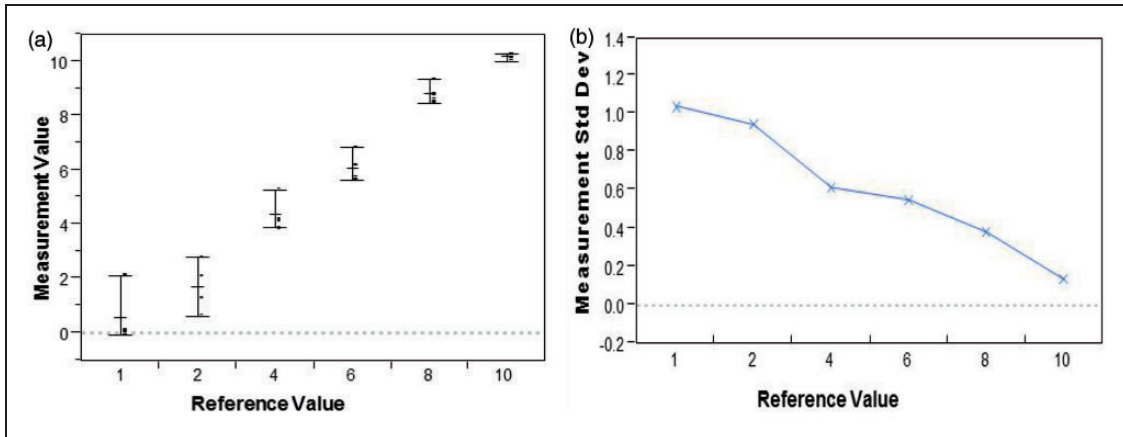 (a)
Measurement Value
10
8
6
4
2
0
1 2 4 6 8 10
Reference Value
(b)
Measurement Std Dev
1.4
1.2
1.0
0.8
0.6
0.4
0.2
0.0
-0.2
1 2 4 6 8 10
Reference Value